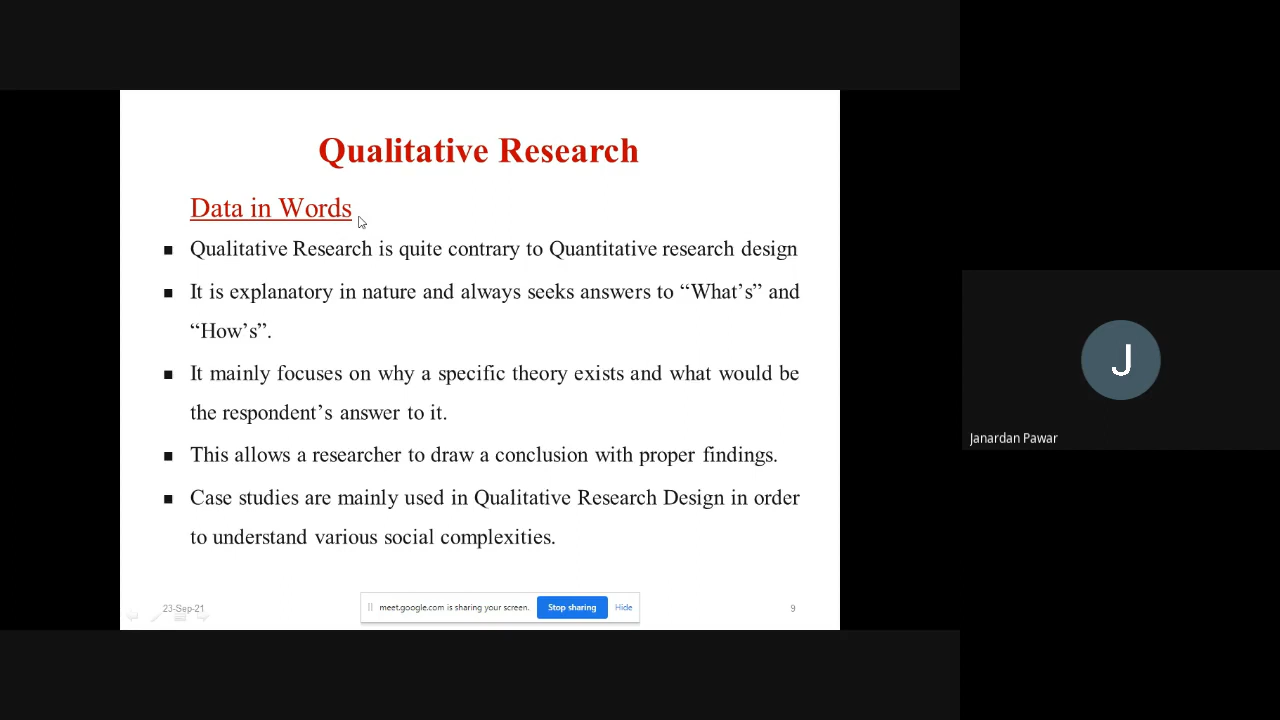 Qualitative Research
Data in Words
Qualitative Research is quite contrary to Quantitative research design
It is explanatory in nature and always seeks answers to “What’s” and
“How’s”.
It mainly focuses on why a specific theory exists and what would be
the respondent’s answer to it.
This allows a researcher to draw a conclusion with proper findings.
Case studies are mainly used in Qualitative Research Design in order
to understand various social complexities.
23-Sep-21
meet.google.com is sharing your screen. Stop sharing Hide
9
J
Janardan Pawar